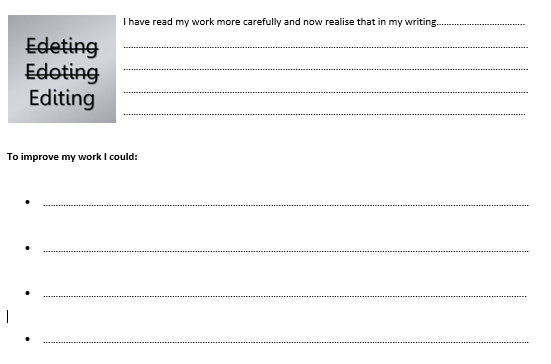 Edeting
Edoting
Editing
I have read my work more carefully and now realise that in my writing................................
................................................................................................................................................
................................................................................................................................................
................................................................................................................................................
................................................................................................................................................
To improve my work I could:
• ................................................................................................................................................
• ................................................................................................................................................
• ................................................................................................................................................
• ................................................................................................................................................